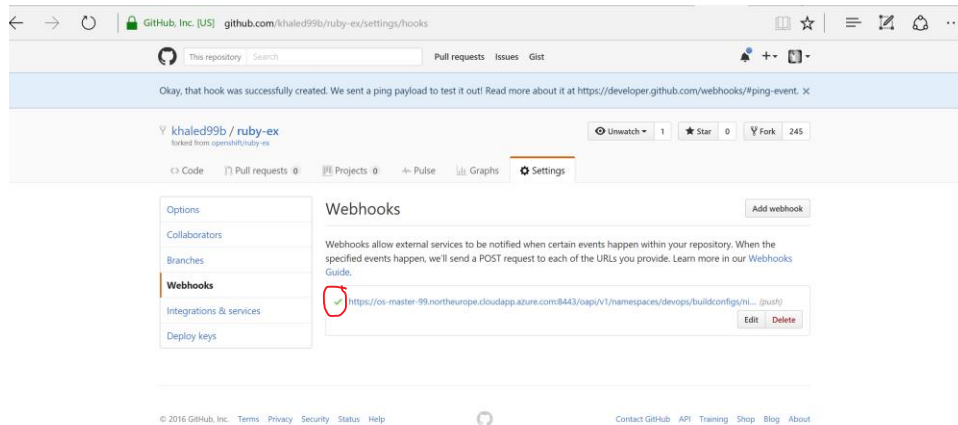 GitHub, Inc. [US] github.com/khaled99b/ruby-ex/settings/hooks
This repository Search Pull requests Issues Gist
Okay, that hook was successfully created. We sent a ping payload to test it out! Read more about it at https://developer.github.com/webhooks/#ping-event.
khaled99b / ruby-ex Unwatch 1 Star 0 Fork 245
forked from openshift/ruby-ex
Code Pull requests 0 Projects 0 Pulse Graphs Settings
Options
Collaborators
Branches
Webhooks
Integrations & services
Deploy keys
Webhooks Add webhook
Webhooks allow external services to be notified when certain events happen within your repository. When the
specified events happen, we'll send a POST request to each of the URLs you provide. Learn more in our Webhooks
Guide.
https://os-master-99.northeurope.cloudapp.azure.com:8443/oapi/v1/namespaces/devops/buildconfigs/ni... (push)
Edit Delete
© 2016 GitHub, Inc. Terms Privacy Security Status Help Contact GitHub API Training Shop Blog About